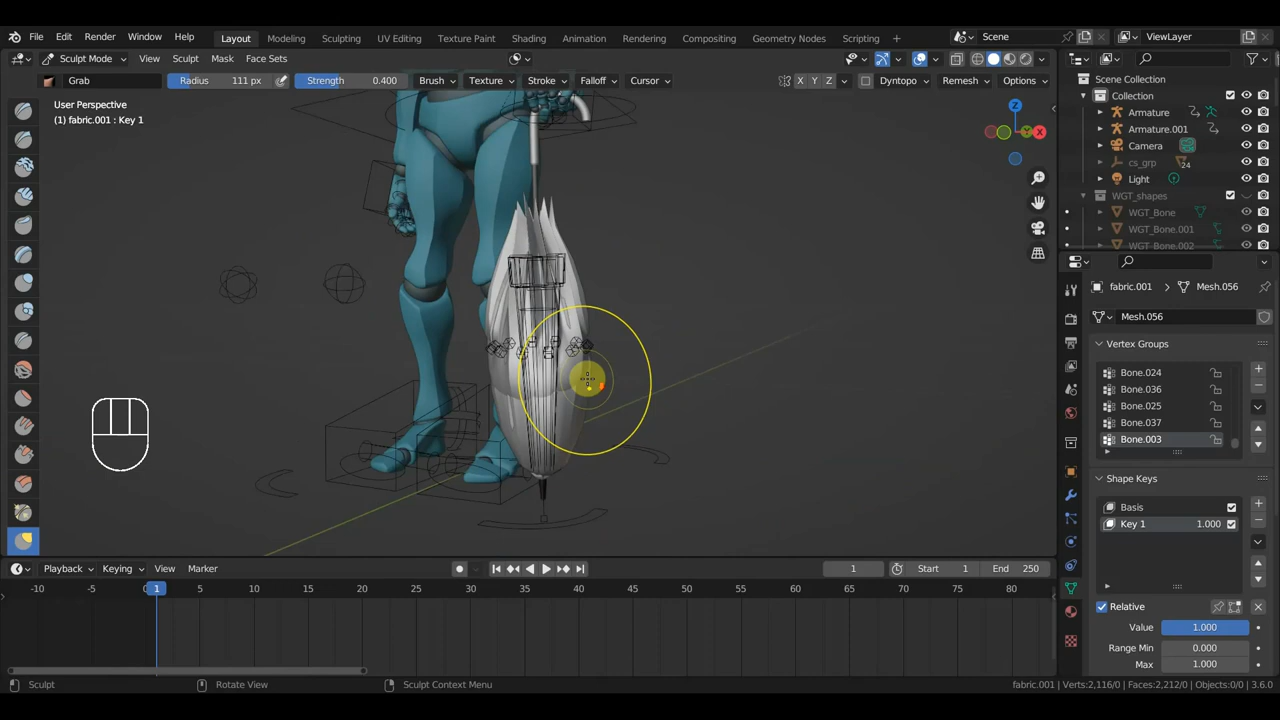 File Edit Render Window Help Layout Modeling Sculpting UV Editing Texture Paint Shading Animation Rendering Compositing Geometry Nodes Scripting + Scene ViewLayer
Sculpt Mode View Sculpt Mask Face Sets
Grab Radius 111 px Strength 0.400 Brush Texture Stroke Falloff Cursor X Y Z Dyntopo Remesh Options
User Perspective
(1) fabric.001 : Key 1
Z
X
Scene Collection
Collection
Armature
Armature.001
Camera
cs_grp 24
Light
WGT_shapes
WGT_Bone
WGT_Bone.001
WGT_Bone.002
fabric.001 > Mesh.056
Mesh.056
Vertex Groups
Bone.024
Bone.036
Bone.025
Bone.037
Bone.003
Shape Keys
Basis
Key 1 1.000
Relative
Value 1.000
Range Min 0.000
Max 1.000
Playback Keying View Marker 1 Start 1 End 250
-10 0 1 5 10 15 20 25 30 35 40 45 50 55 60 65 70 75 80
Sculpt Rotate View Sculpt Context Menu fabric.001 | Verts:2,116/0 | Faces:2,212/0 | Objects:0/0 | 3.6.0